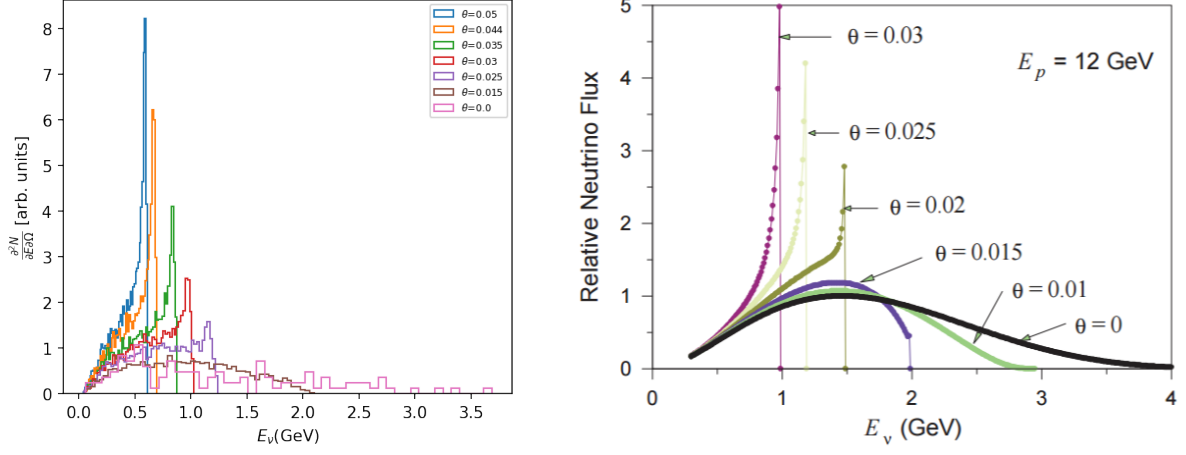 8
7
6
5
4
3
2
1
0
∂²N/∂E∂Ω [arb. units]
θ=0.05
θ=0.044
θ=0.035
θ=0.03
θ=0.025
θ=0.015
θ=0.0
0.0 0.5 1.0 1.5 2.0 2.5 3.0 3.5
E_ν(GeV)
5
4
3
2
1
0
Relative Neutrino Flux
θ = 0.03
E_p = 12 GeV
θ = 0.025
θ = 0.02
θ = 0.015
θ = 0.01
θ = 0
0 1 2 3 4
E_ν (GeV)